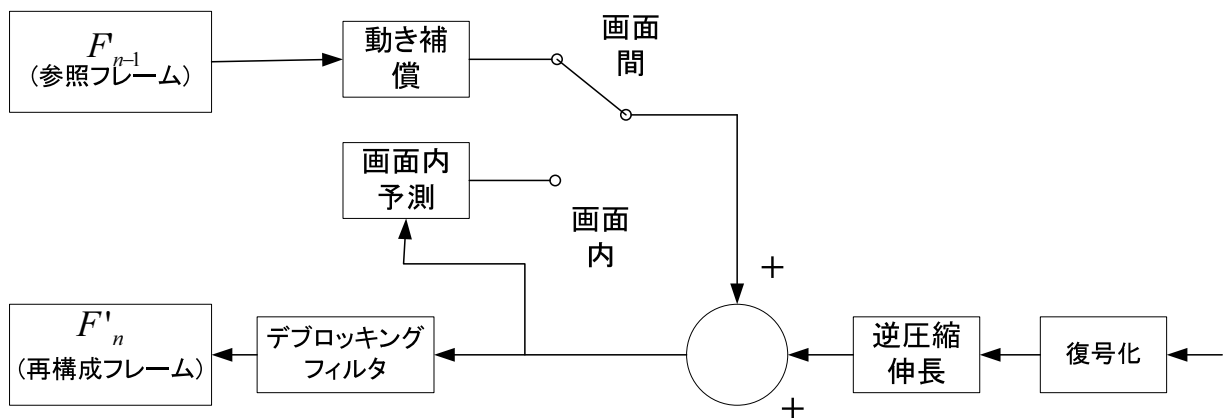 F'n-1
(参照フレーム)
動き補
償
画面
間
画面内
予測
画面
内
+
F'n
(再構成フレーム)
デブロッキング
フィルタ
逆圧縮
伸長
復号化
+